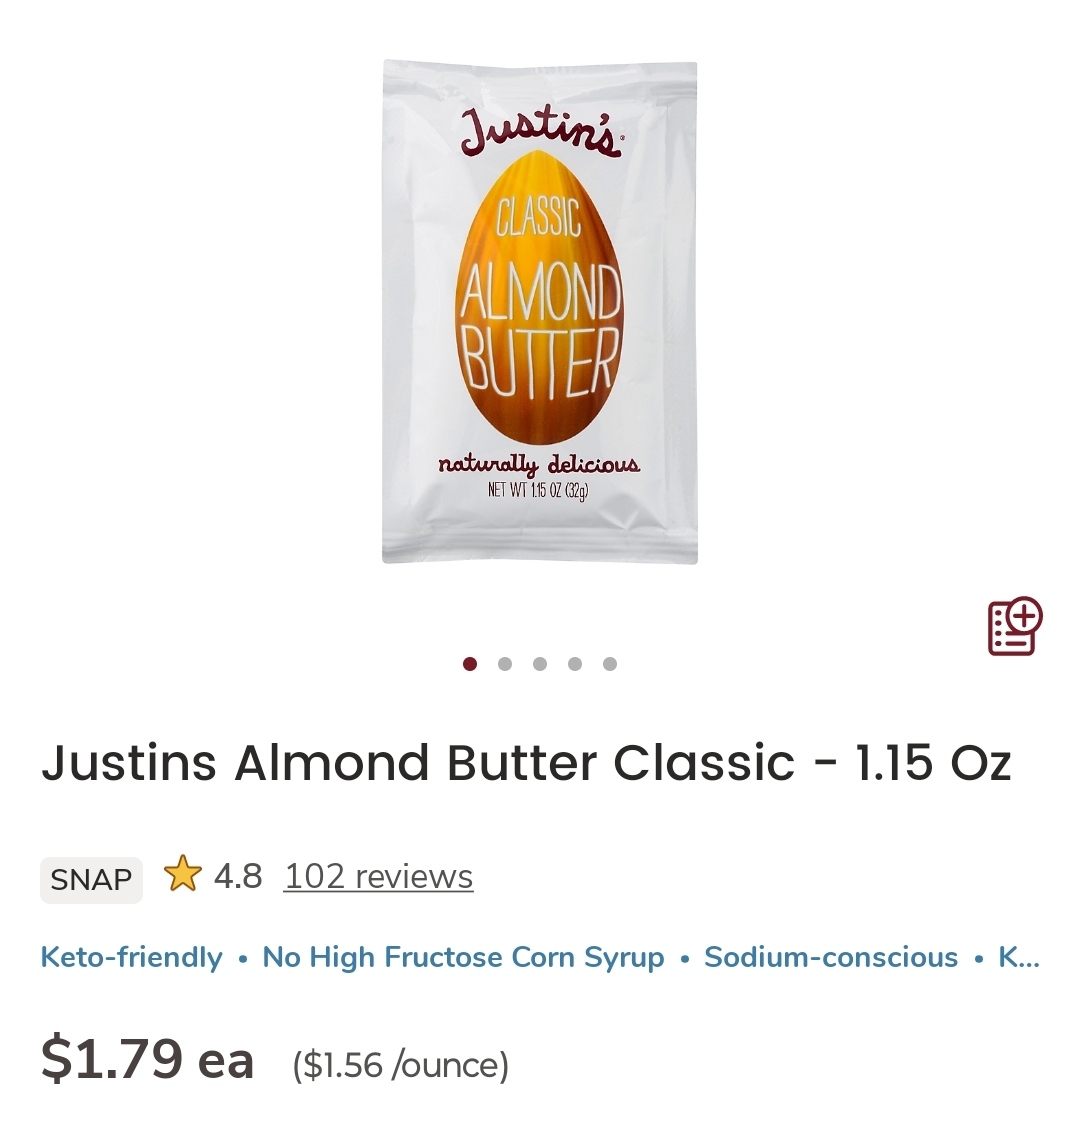 Justin's
CLASSIC
ALMOND
BUTTER
naturally delicious
NET WT 1.15 OZ (32g)
Justins Almond Butter Classic - 1.15 Oz
SNAP 4.8 102 reviews
Keto-friendly • No High Fructose Corn Syrup • Sodium-conscious • K...
$1.79 ea ($1.56 /ounce)